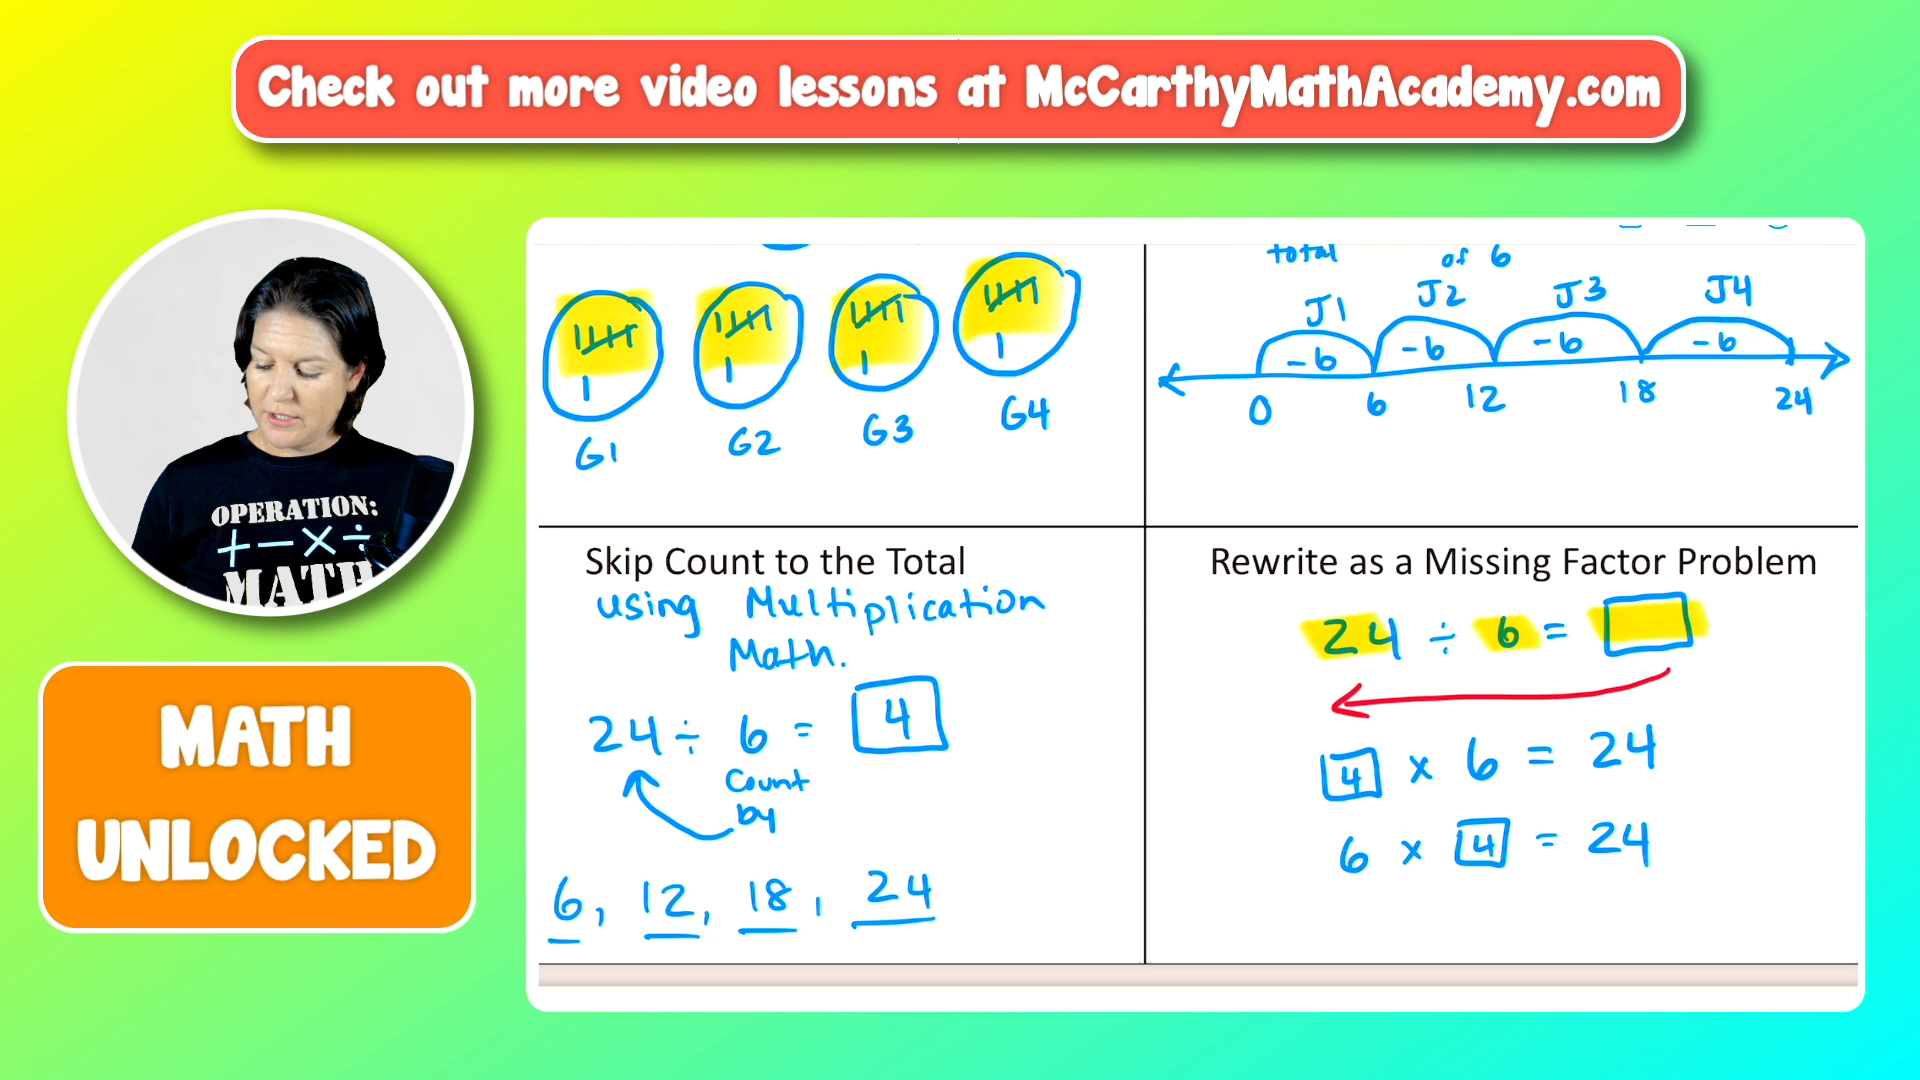 Check out more video lessons at McCarthyMathAcademy.com
OPERATION:
+ − × ÷
MATH
MATH
UNLOCKED
G1 G2 G3 G4
total of 6
J1 J2 J3 J4
-6 -6 -6 -6
0 6 12 18 24
Skip Count to the Total
using Multiplication
Math.
24 ÷ 6 = 4
Count
by
6, 12, 18, 24
Rewrite as a Missing Factor Problem
24 ÷ 6 =
4 × 6 = 24
6 × 4 = 24